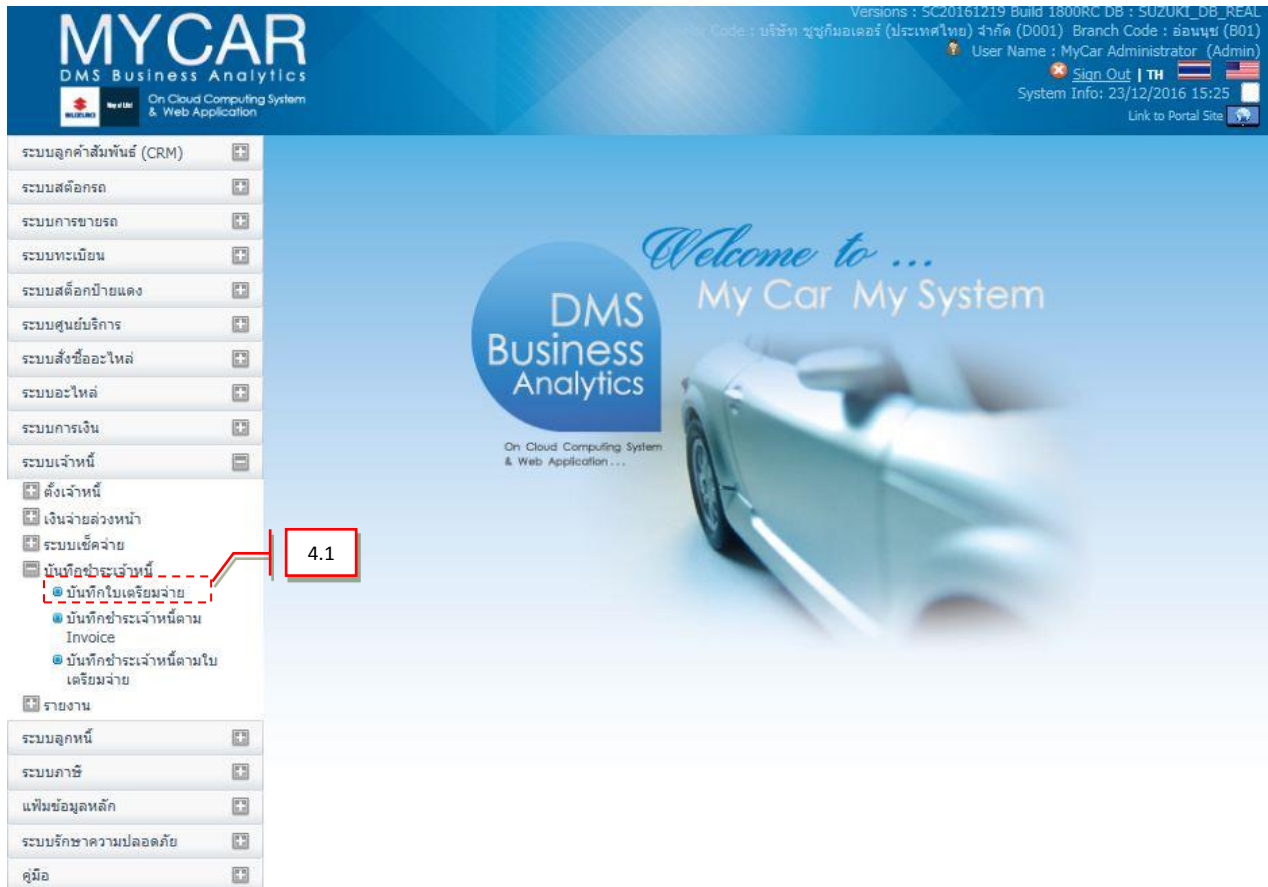 MYCAR
DMS Business Analytics
SUZUKI Way of Life! On Cloud Computing System
& Web Application
Versions : SC20161219 Build 1800RC DB : SUZUKI_DB_REAL
Code : บริษัท ซูซูกิมอเตอร์ (ประเทศไทย) จำกัด (D001) Branch Code : อ่อนนุช (B01)
User Name : MyCar Administrator (Admin)
Sign Out | TH
System Info: 23/12/2016 15:25
Link to Portal Site
ระบบลูกค้าสัมพันธ์ (CRM)
ระบบสต๊อกรถ
ระบบการขายรถ
ระบบทะเบียน
ระบบสต็อกป้ายแดง
ระบบศูนย์บริการ
ระบบสั่งซื้ออะไหล่
ระบบอะไหล่
ระบบการเงิน
ระบบเจ้าหนี้
ตั้งเจ้าหนี้
เงินจ่ายล่วงหน้า
ระบบเช็คจ่าย
บันทึกชำระเจ้าหนี้
บันทึกใบเตรียมจ่าย
บันทึกชำระเจ้าหนี้ตาม
Invoice
บันทึกชำระเจ้าหนี้ตามใบ
เตรียมจ่าย
รายงาน
ระบบลูกหนี้
ระบบภาษี
แฟ้มข้อมูลหลัก
ระบบรักษาความปลอดภัย
คู่มือ
4.1
Welcome to ...
My Car My System
DMS
Business
Analytics
On Cloud Computing System
& Web Application...